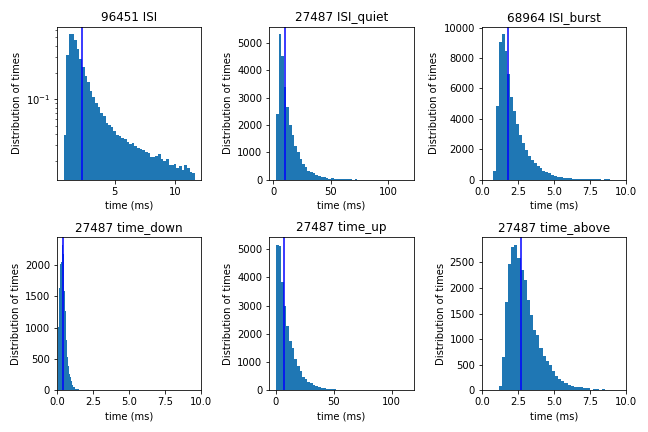 96451 ISI
27487 ISI_quiet
68964 ISI_burst
Distribution of times
10⁻¹
5
10
time (ms)
Distribution of times
5000
4000
3000
2000
1000
0
0
50
100
time (ms)
Distribution of times
10000
8000
6000
4000
2000
0
0.0
2.5
5.0
7.5
10.0
time (ms)
27487 time_down
27487 time_up
27487 time_above
Distribution of times
2000
1500
1000
500
0
0.0
2.5
5.0
7.5
10.0
time (ms)
Distribution of times
5000
4000
3000
2000
1000
0
0
50
100
time (ms)
Distribution of times
2500
2000
1500
1000
500
0
0.0
2.5
5.0
7.5
10.0
time (ms)